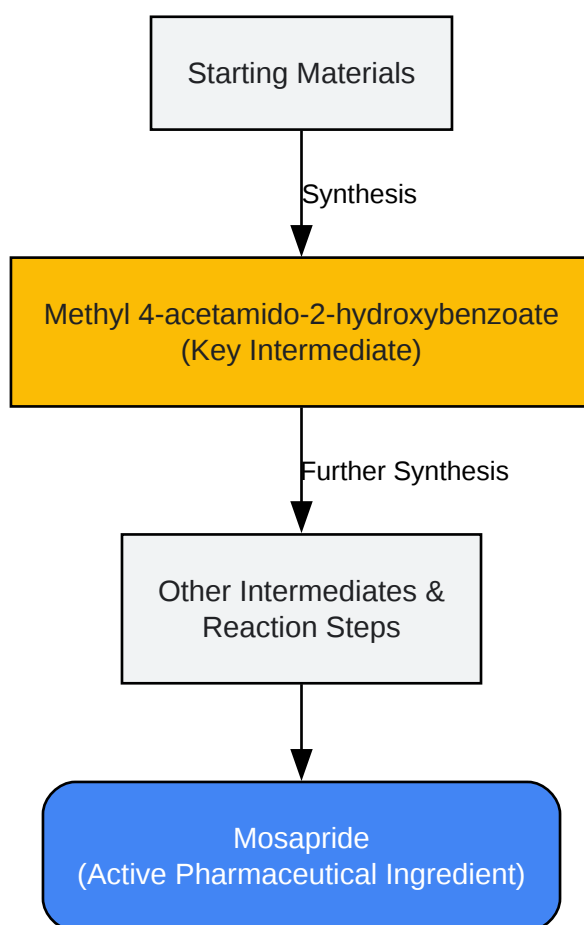 Starting Materials
Synthesis
Methyl 4-acetamido-2-hydroxybenzoate
(Key Intermediate)
Further Synthesis
Other Intermediates &
Reaction Steps
Mosapride
(Active Pharmaceutical Ingredient)